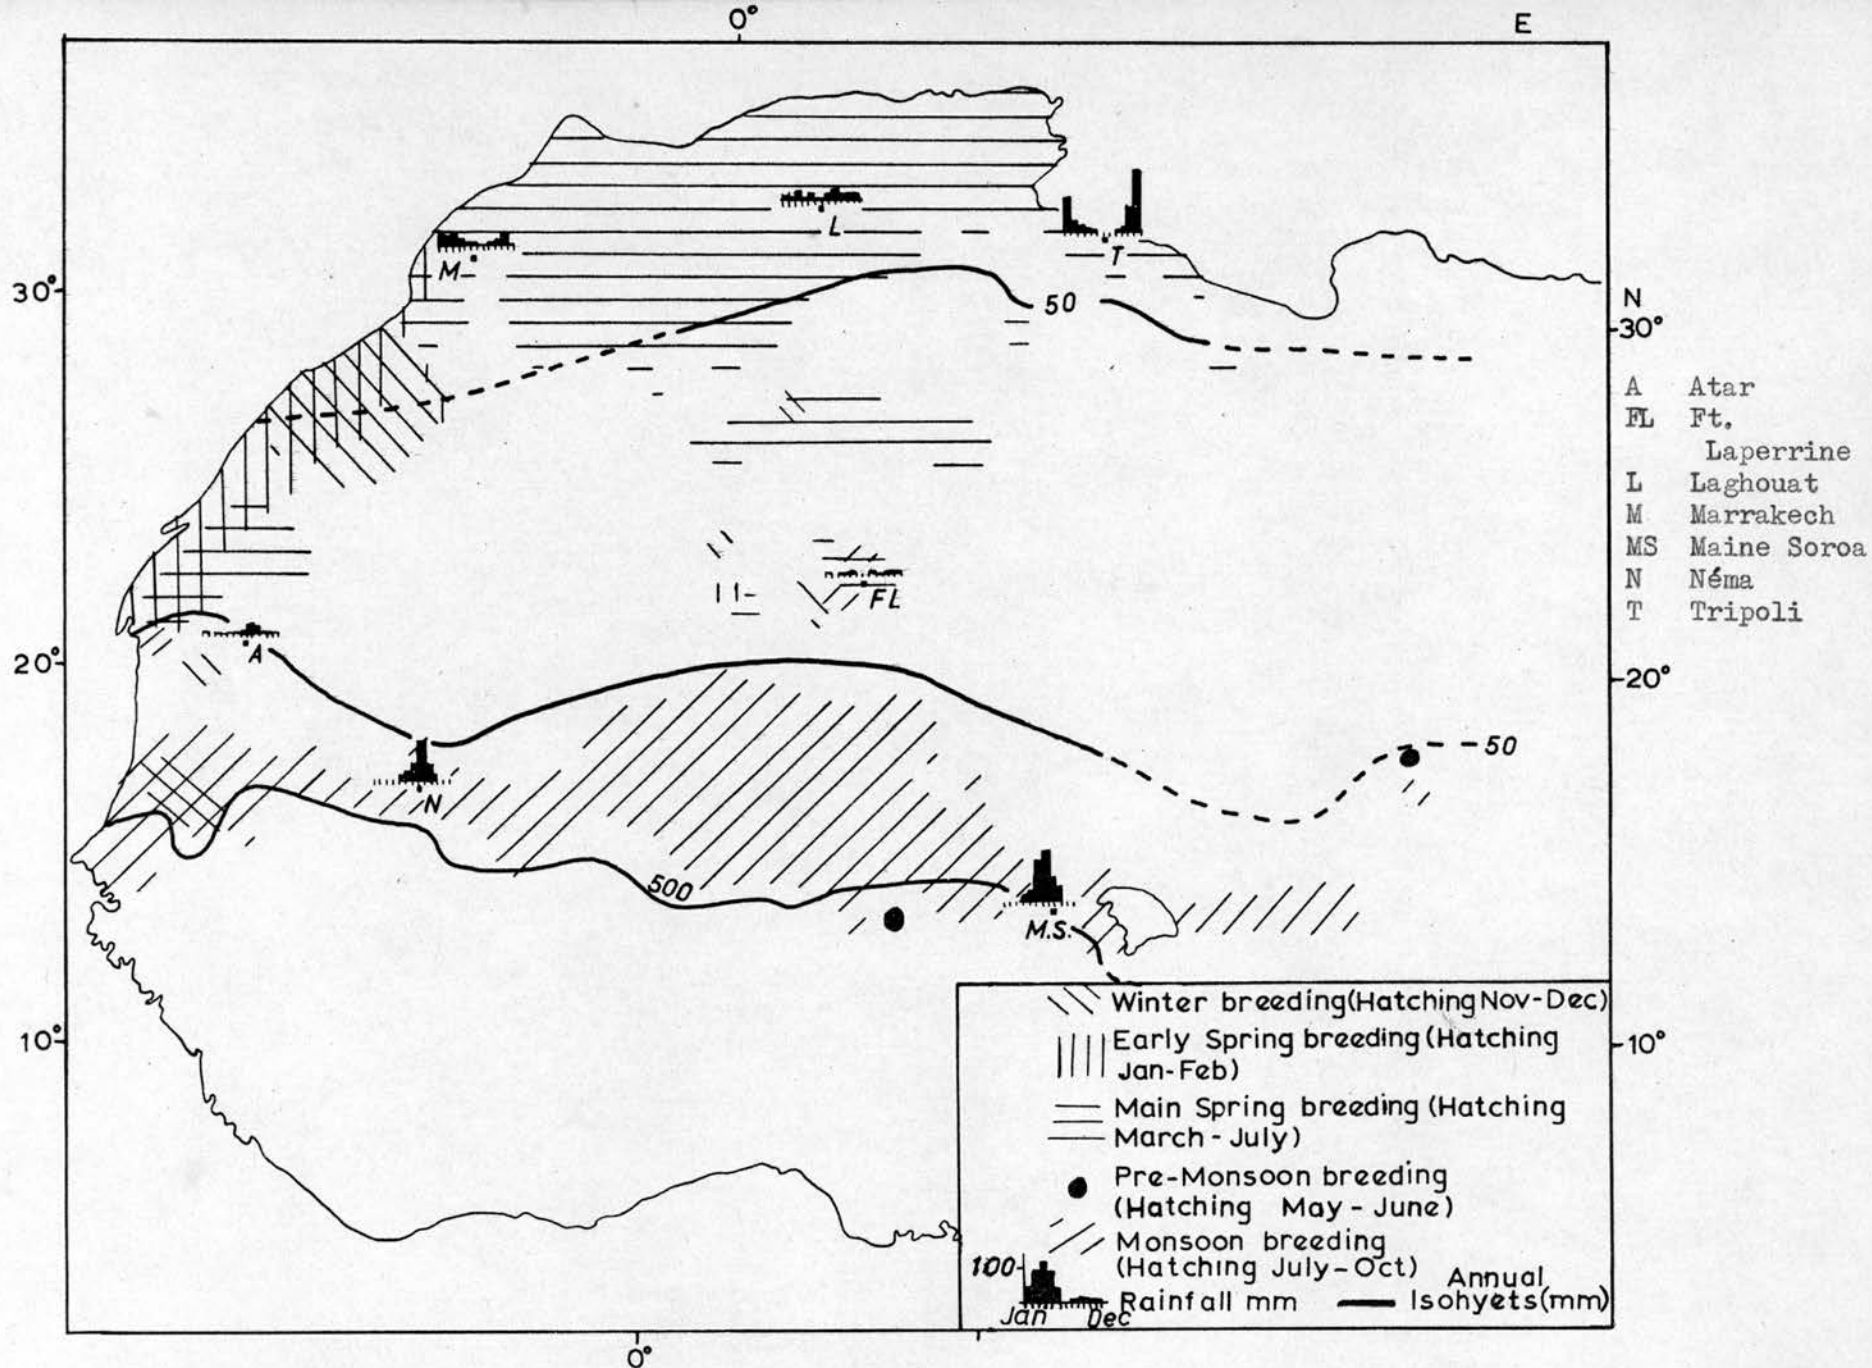 0° E
30°
20°
10°
N
30°
20°
10°
0°
M
L
T
50
A
FL
N
50
500
M.S.
A Atar
FL Ft.
Laperrine
L Laghouat
M Marrakech
MS Maine Soroa
N Néma
T Tripoli
Winter breeding(Hatching Nov-Dec)
Early Spring breeding (Hatching
Jan-Feb)
Main Spring breeding (Hatching
March - July)
Pre-Monsoon breeding
(Hatching May - June)
Monsoon breeding
(Hatching July-Oct)
100
Rainfall mm
Jan Dec
Annual
Isohyets(mm)